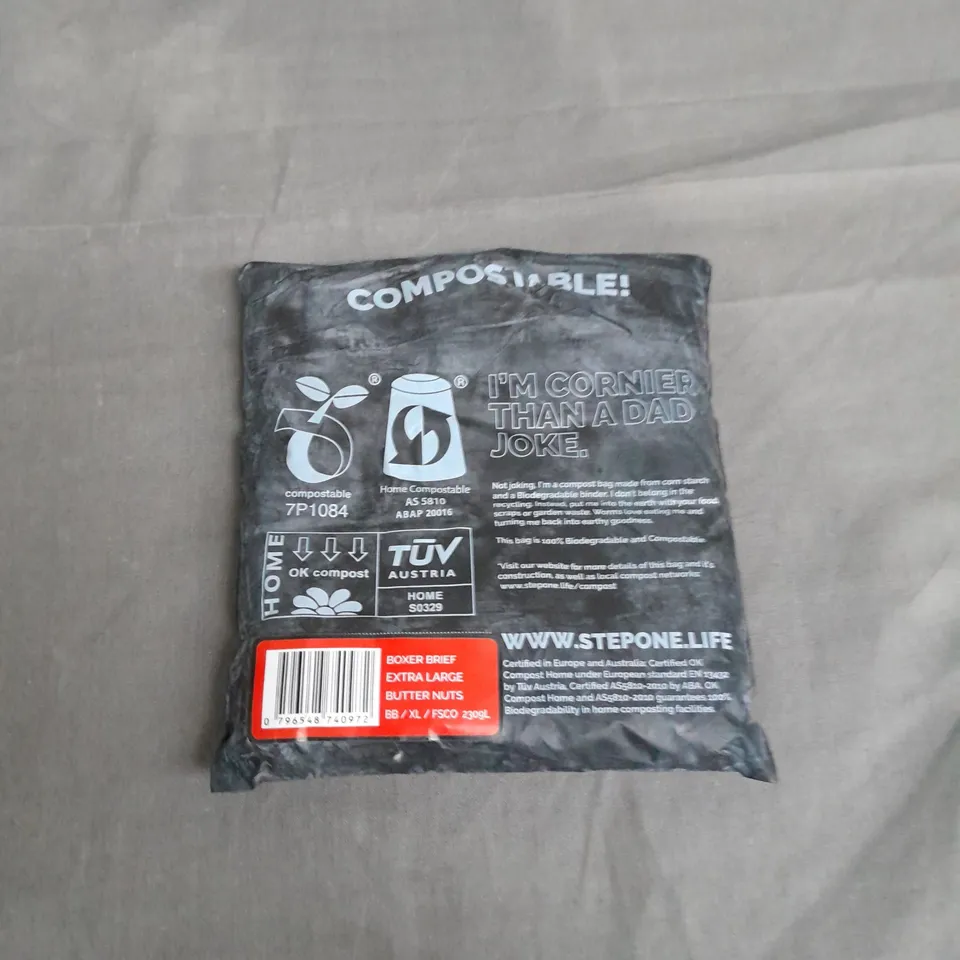 COMPOSTABLE!
®
®
compostable
7P1084
Home Compostable
AS 5810
ABAP 20016
HOME
OK compost
TÜV
AUSTRIA
HOME
S0329
I'M CORNIER
THAN A DAD
JOKE.
Not joking, I'm a compost bag made from corn starch
and a Biodegradable binder. I don't belong in the
recycling. Instead, put me into the earth with your food
scraps or garden waste. Worms love eating me and
turning me back into earthy goodness.
This bag is 100% Biodegradable and Compostable.
*Visit our website for more details of this bag and it's
construction, as well as local compost networks:
www.stepone.life/compost
WWW.STEPONE.LIFE
Certified in Europe and Australia: Certified OK
Compost Home under European standard EN 13432
by Tüv Austria. Certified AS5810-2010 by ABA. OK
Compost Home and AS5810-2010 guarantees 100%
Biodegradability in home composting facilities.
BOXER BRIEF
EXTRA LARGE
BUTTER NUTS
BB / XL / FSCO 2309L
0 796548 740972